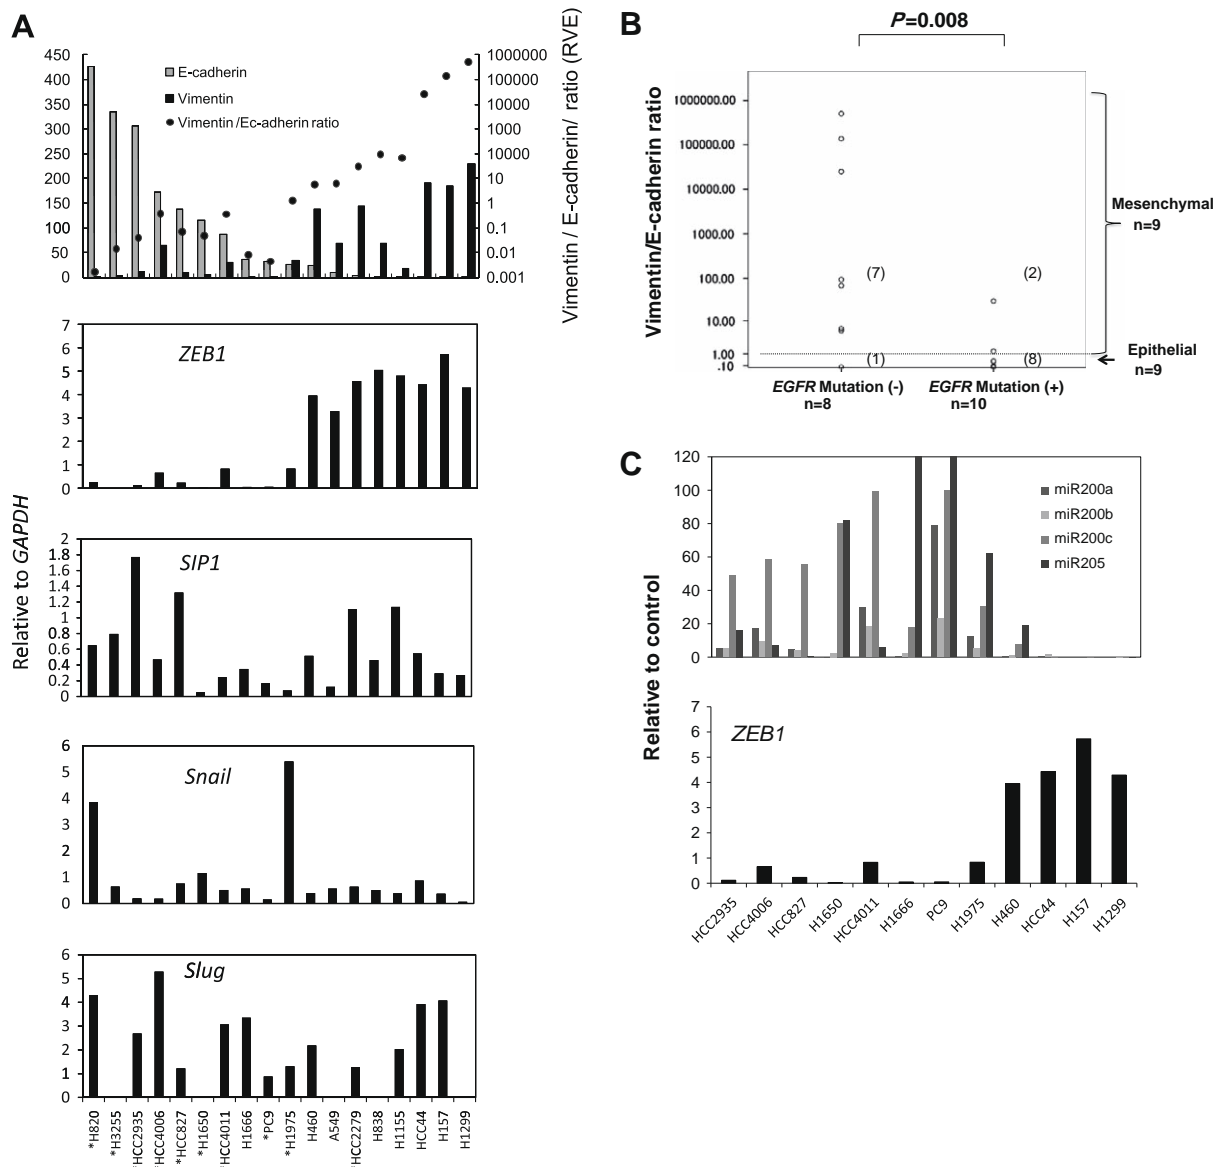 A
450
400
350
300
250
200
150
100
50
0
E-cadherin
Vimentin
Vimentin /Ec-adherin ratio
1000000
100000
10000
1000
10000
10
1
0.1
0.01
0.001
Vimentin / E-cadherin/ ratio (RVE)
Relative to GAPDH
ZEB1
7
6
5
4
3
2
1
0
SIP1
2
1.8
1.6
1.4
1.2
1
0.8
0.6
0.4
0.2
0
Snail
6
5
4
3
2
1
0
Slug
6
5
4
3
2
1
0
*H820
*H3255
*HCC2935
*HCC4006
*HCC827
*H1650
*HCC4011
H1666
*PC9
*H1975
H460
A549
*HCC2279
H838
H1155
HCC44
H157
H1299
B
P=0.008
Vimentin/E-cadherin ratio
1000000.00
100000.00
10000.00
1000.00
100.00
10.00
1.00
.10
(7)
(2)
(1)
(8)
Mesenchymal
n=9
Epithelial
n=9
EGFR Mutation (-)
n=8
EGFR Mutation (+)
n=10
C
Relative to control
120
100
80
60
40
20
0
miR200a
miR200b
miR200c
miR205
ZEB1
7
6
5
4
3
2
1
0
HCC2935
HCC4006
HCC827
H1650
HCC4011
H1666
PC9
H1975
H460
HCC44
H157
H1299